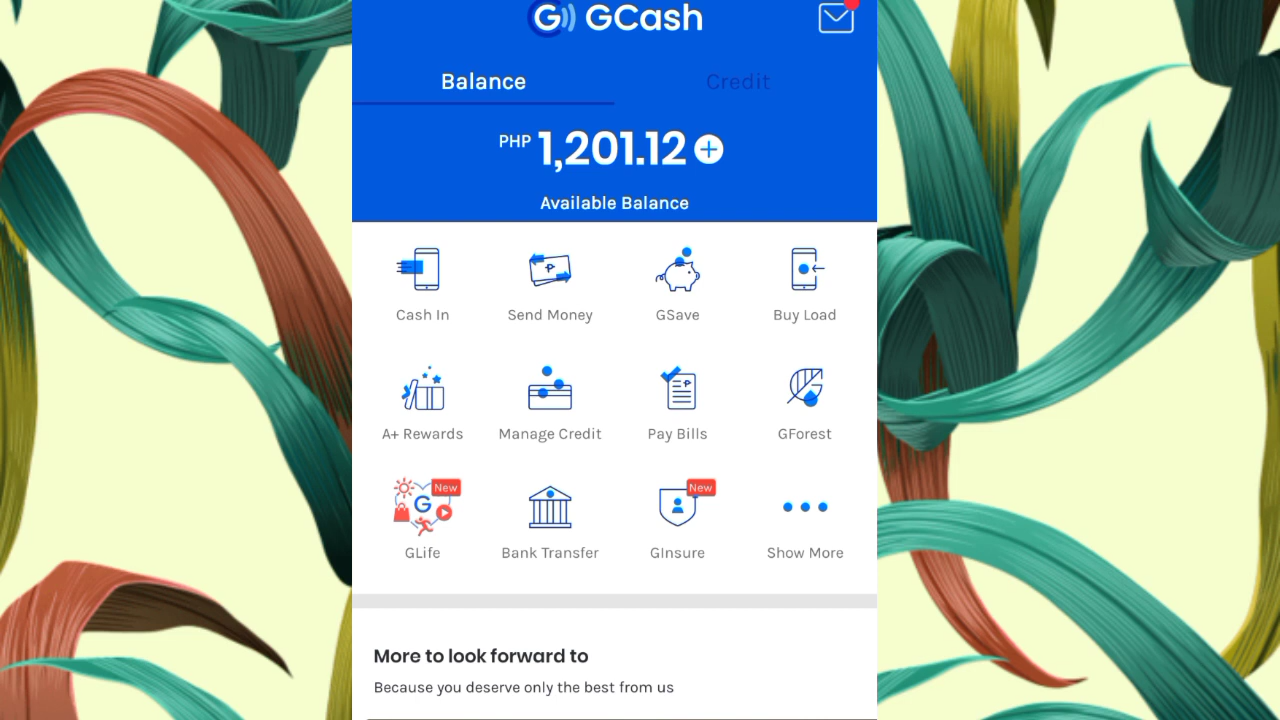 G GCash
Balance Credit
PHP 1,201.12
Available Balance
Cash In Send Money GSave Buy Load
A+ Rewards Manage Credit Pay Bills GForest
New New
G
GLife Bank Transfer GInsure Show More
More to look forward to
Because you deserve only the best from us